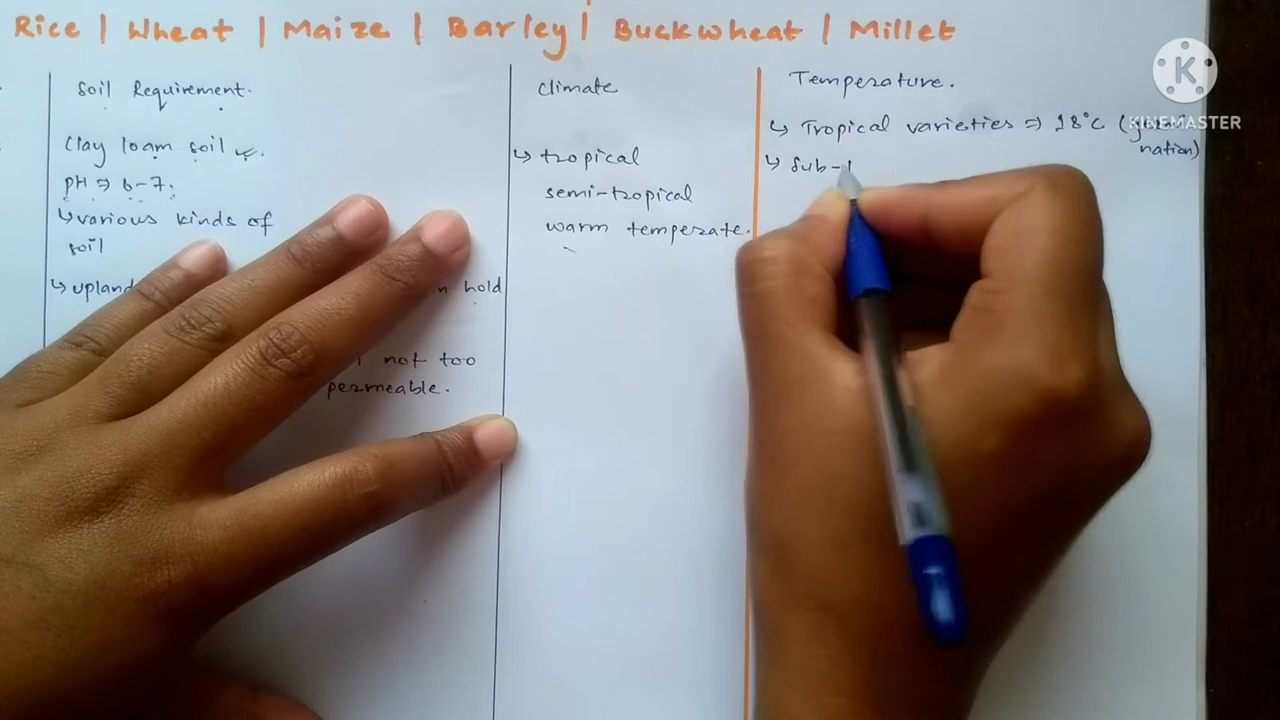 Rice | Wheat | Maize | Barley | Buckwheat | Millet
Soil Requirement.
Clay loam soil
PH ⇒ 6-7.
↳ various kinds of
soil
↳ upland
hold
not too
permeable.
Climate
↳ tropical
semi-tropical
warm temperate.
Temperature.
↳ Tropical varieties ⇒ 18°C (
nation)
↳ Sub-
KINEMASTER